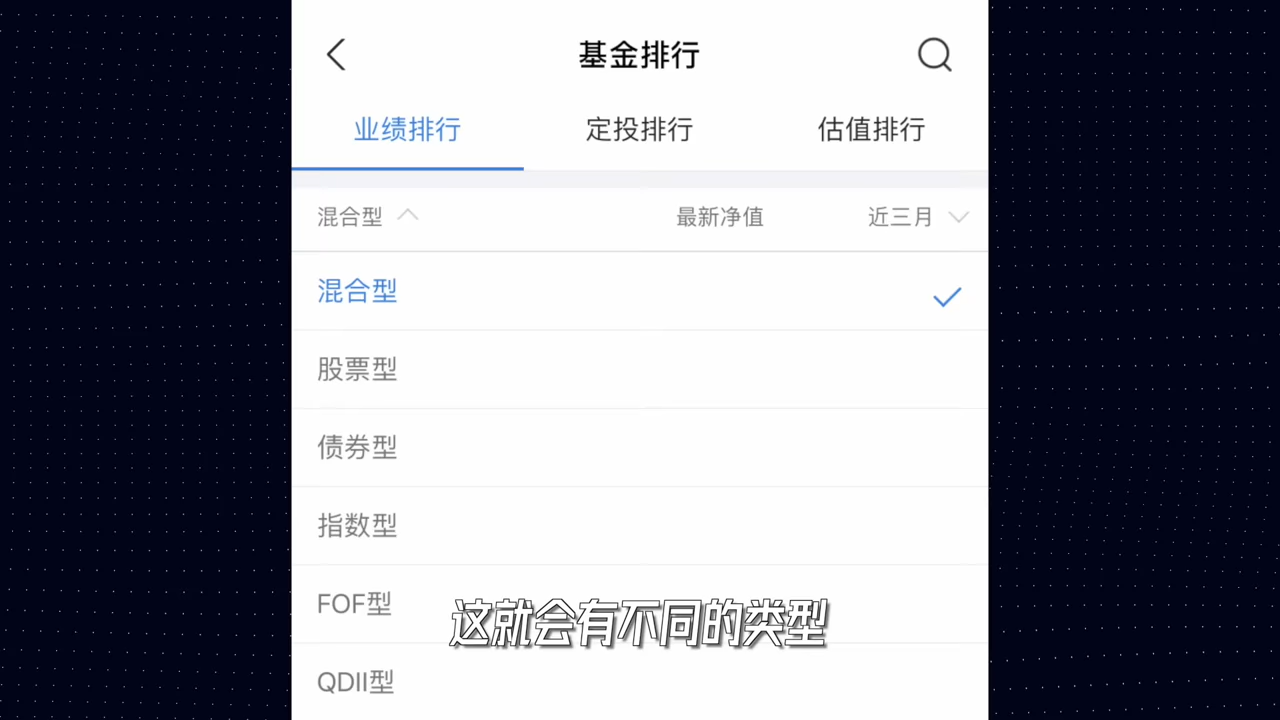 基金排行
业绩排行 定投排行 估值排行
混合型 最新净值 近三月
混合型
股票型
债券型
指数型
FOF型
这就会有不同的类型
QDII型